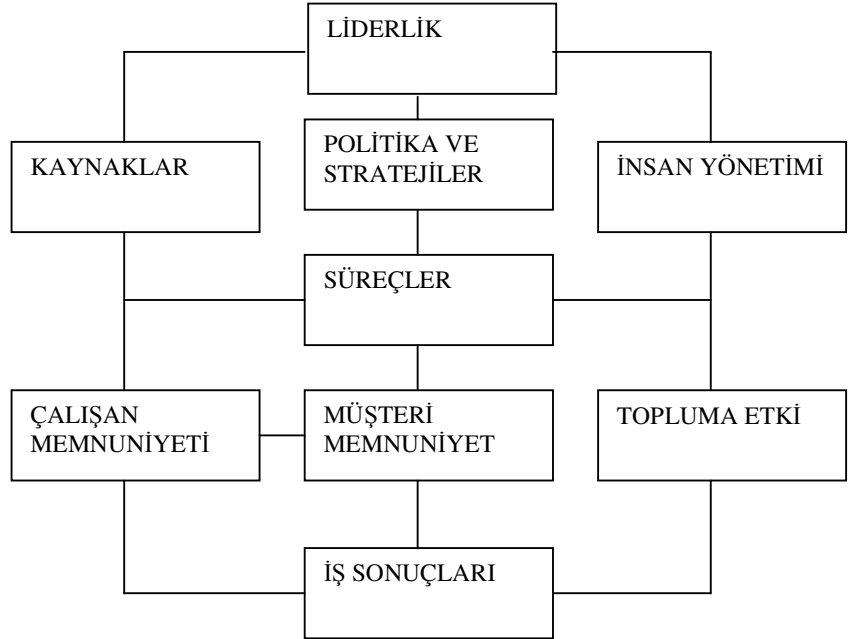 LİDERLİK
KAYNAKLAR
POLİTİKA VE
STRATEJİLER
İNSAN YÖNETİMİ
SÜREÇLER
ÇALIŞAN
MEMNUNİYETİ
MÜŞTERİ
MEMNUNİYET
TOPLUMA ETKİ
İŞ SONUÇLARI